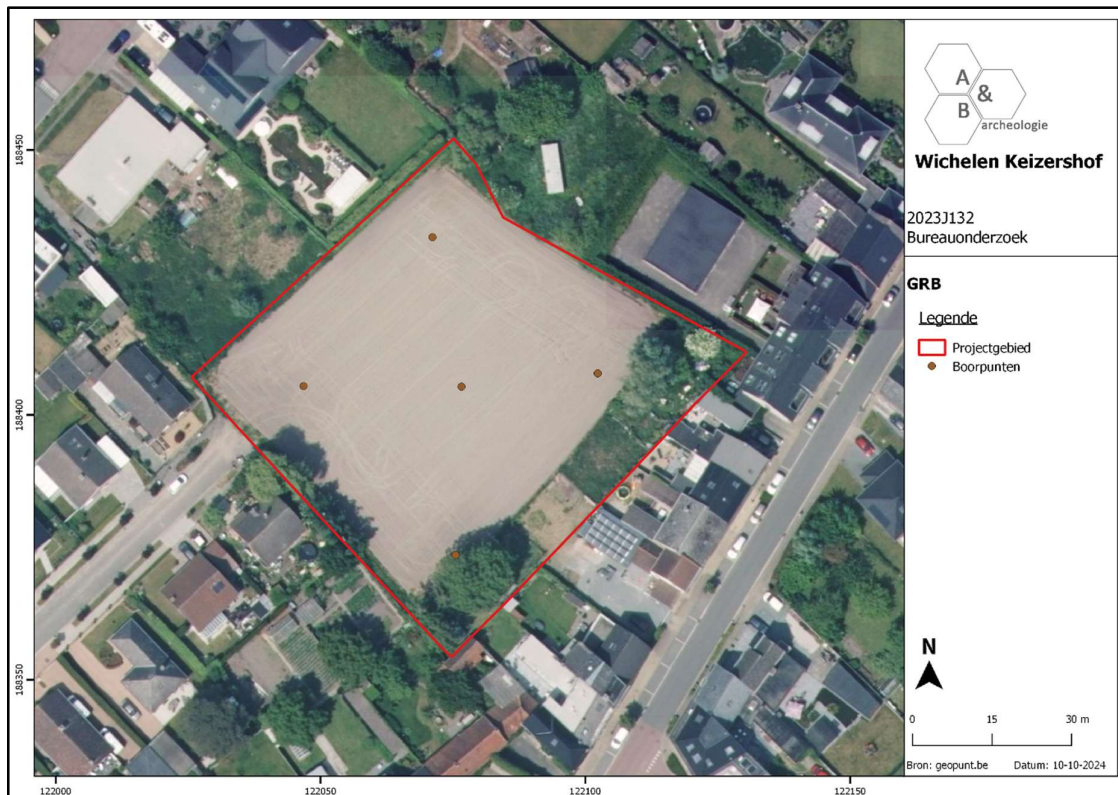 A
&
B
archeologie
Wichelen Keizershof
2023J132
Bureauonderzoek
GRB
Legende
Projectgebied
Boorpunten
N
0 15 30 m
Bron: geopunt.be Datum: 10-10-2024
188450
188400
188350
122000 122050 122100 122150